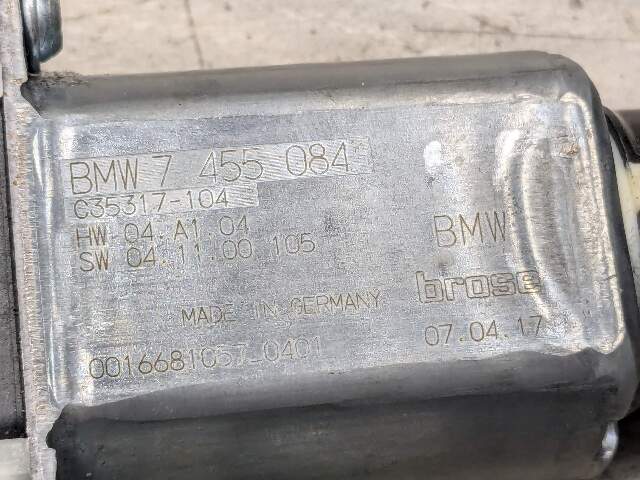 BMW 7 455 084
C35317-104
HW 04.A1.04
SW 04.11.00 105
BMW
brose
MADE IN GERMANY
07.04.17
0016681057_0401